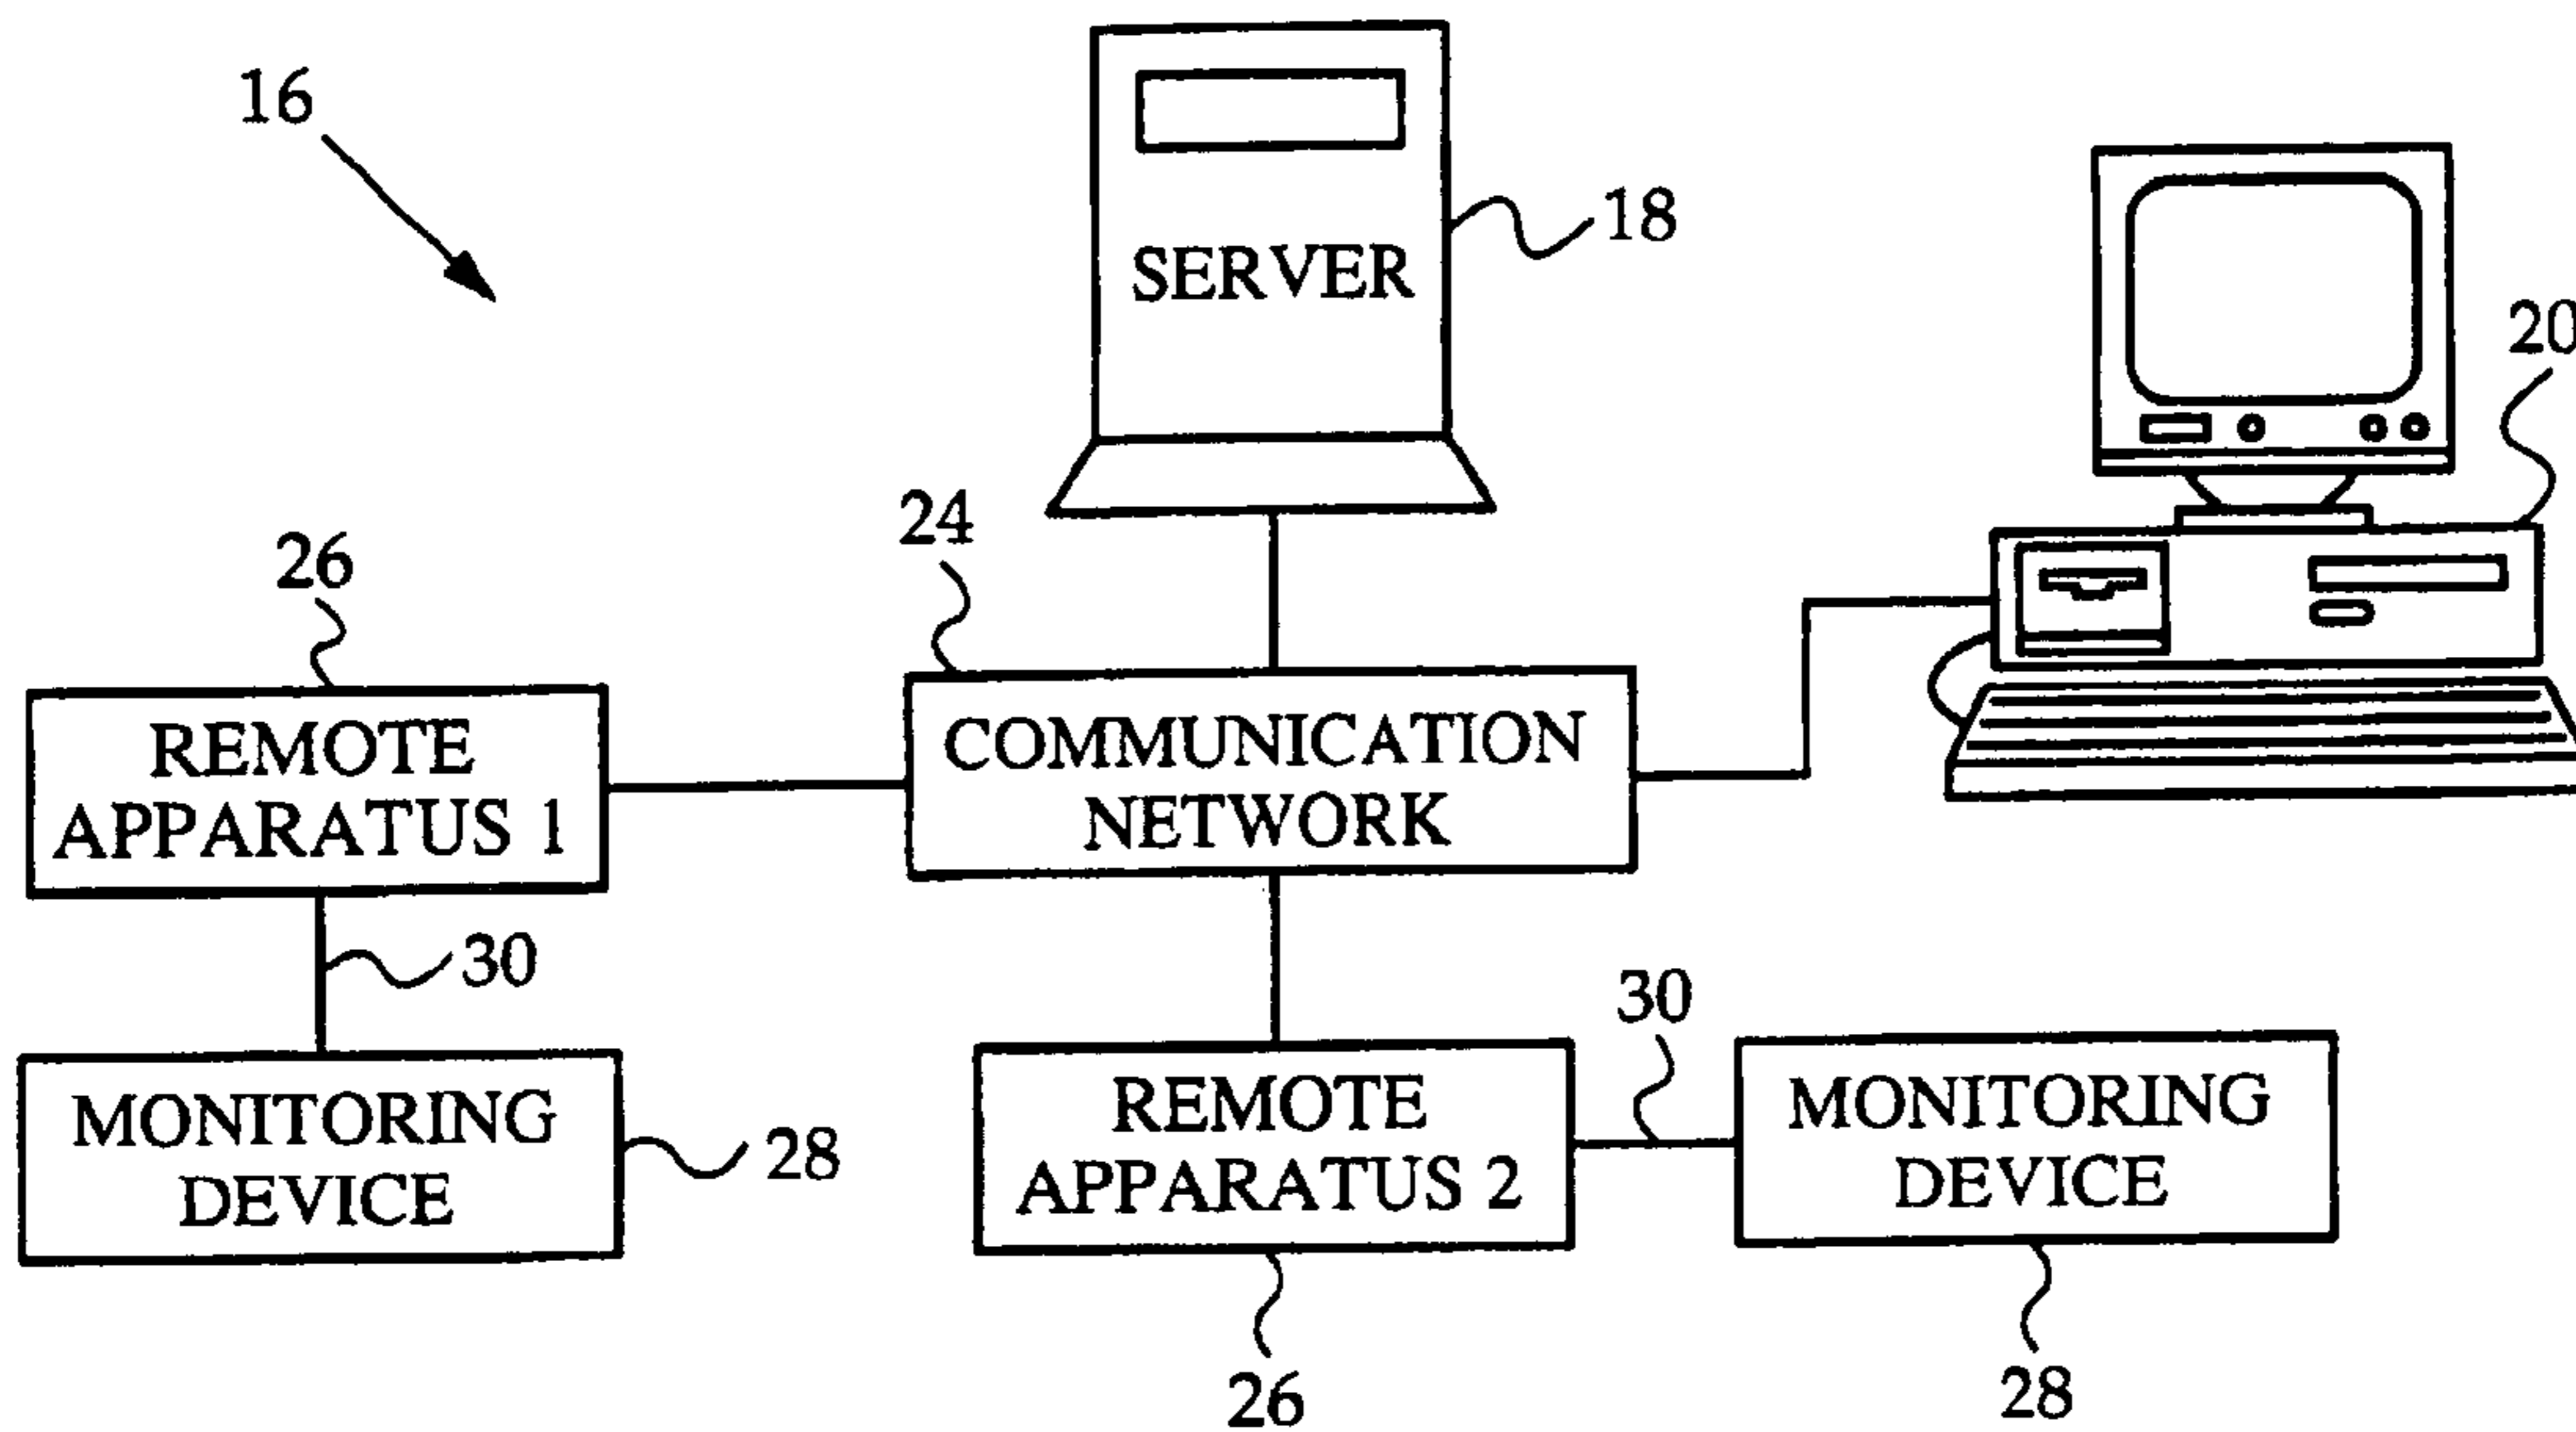 16
SERVER
18
20
24
26
REMOTE
APPARATUS 1
COMMUNICATION
NETWORK
30
30
MONITORING
DEVICE
28
REMOTE
APPARATUS 2
MONITORING
DEVICE
26
28